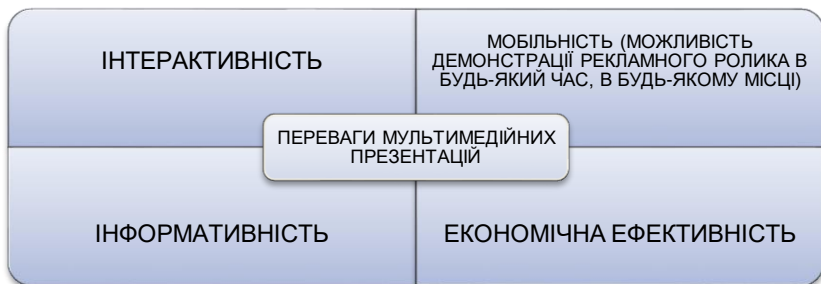 ІНТЕРАКТИВНІСТЬ
МОБІЛЬНІСТЬ (МОЖЛИВІСТЬ
ДЕМОНСТРАЦІЇ РЕКЛАМНОГО РОЛИКА В
БУДЬ-ЯКИЙ ЧАС, В БУДЬ-ЯКОМУ МІСЦІ)
ПЕРЕВАГИ МУЛЬТИМЕДІЙНИХ
ПРЕЗЕНТАЦІЙ
ІНФОРМАТИВНІСТЬ
ЕКОНОМІЧНА ЕФЕКТИВНІСТЬ